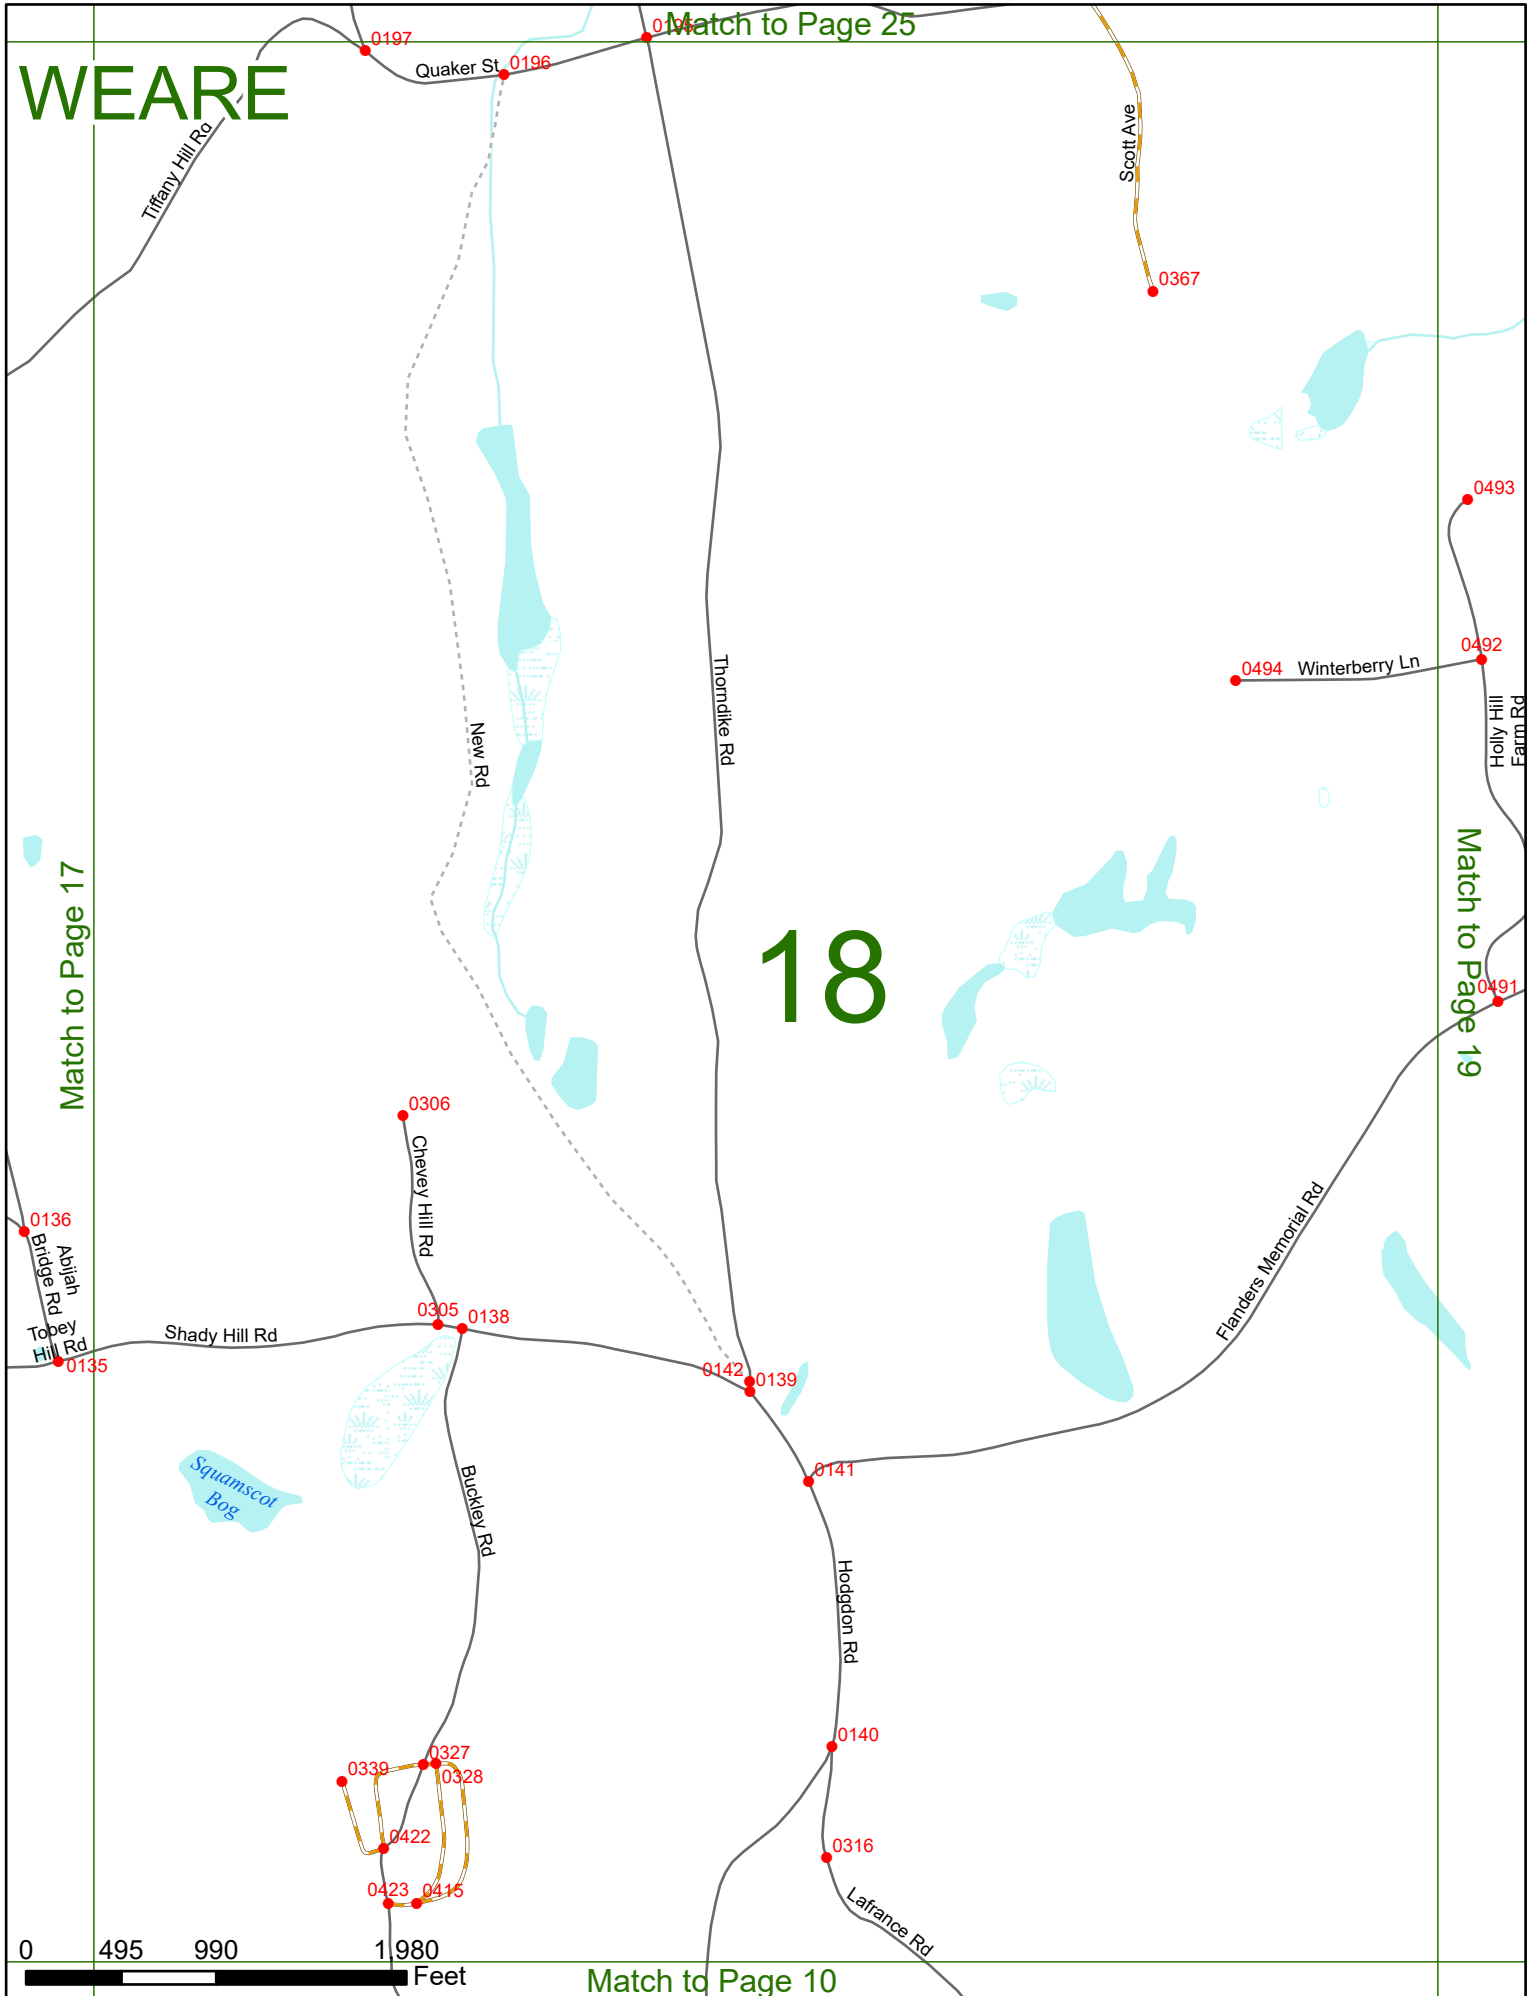 Match to Page 25
0195
0197
Quaker St
0196
WEARE
Tiffany Hill Rd
Scott Ave
0367
0493
0492
0494
Winterberry Ln
Holly Hill
Farm Rd
Thorndike Rd
New Rd
Match to Page 17
18
Match to Page 19
0491
0306
Chevey Hill Rd
0136
Abijah
Bridge Rd
Tobey
Hill Rd
0135
Shady Hill Rd
0305
0138
Flanders Memorial Rd
0142
0139
0141
Squamscot
Bog
Buckley Rd
Hodgdon Rd
0140
0327
0328
0339
0422
0316
0423
0415
Lafrance Rd
0 495 990 1,980
Feet
Match to Page 10